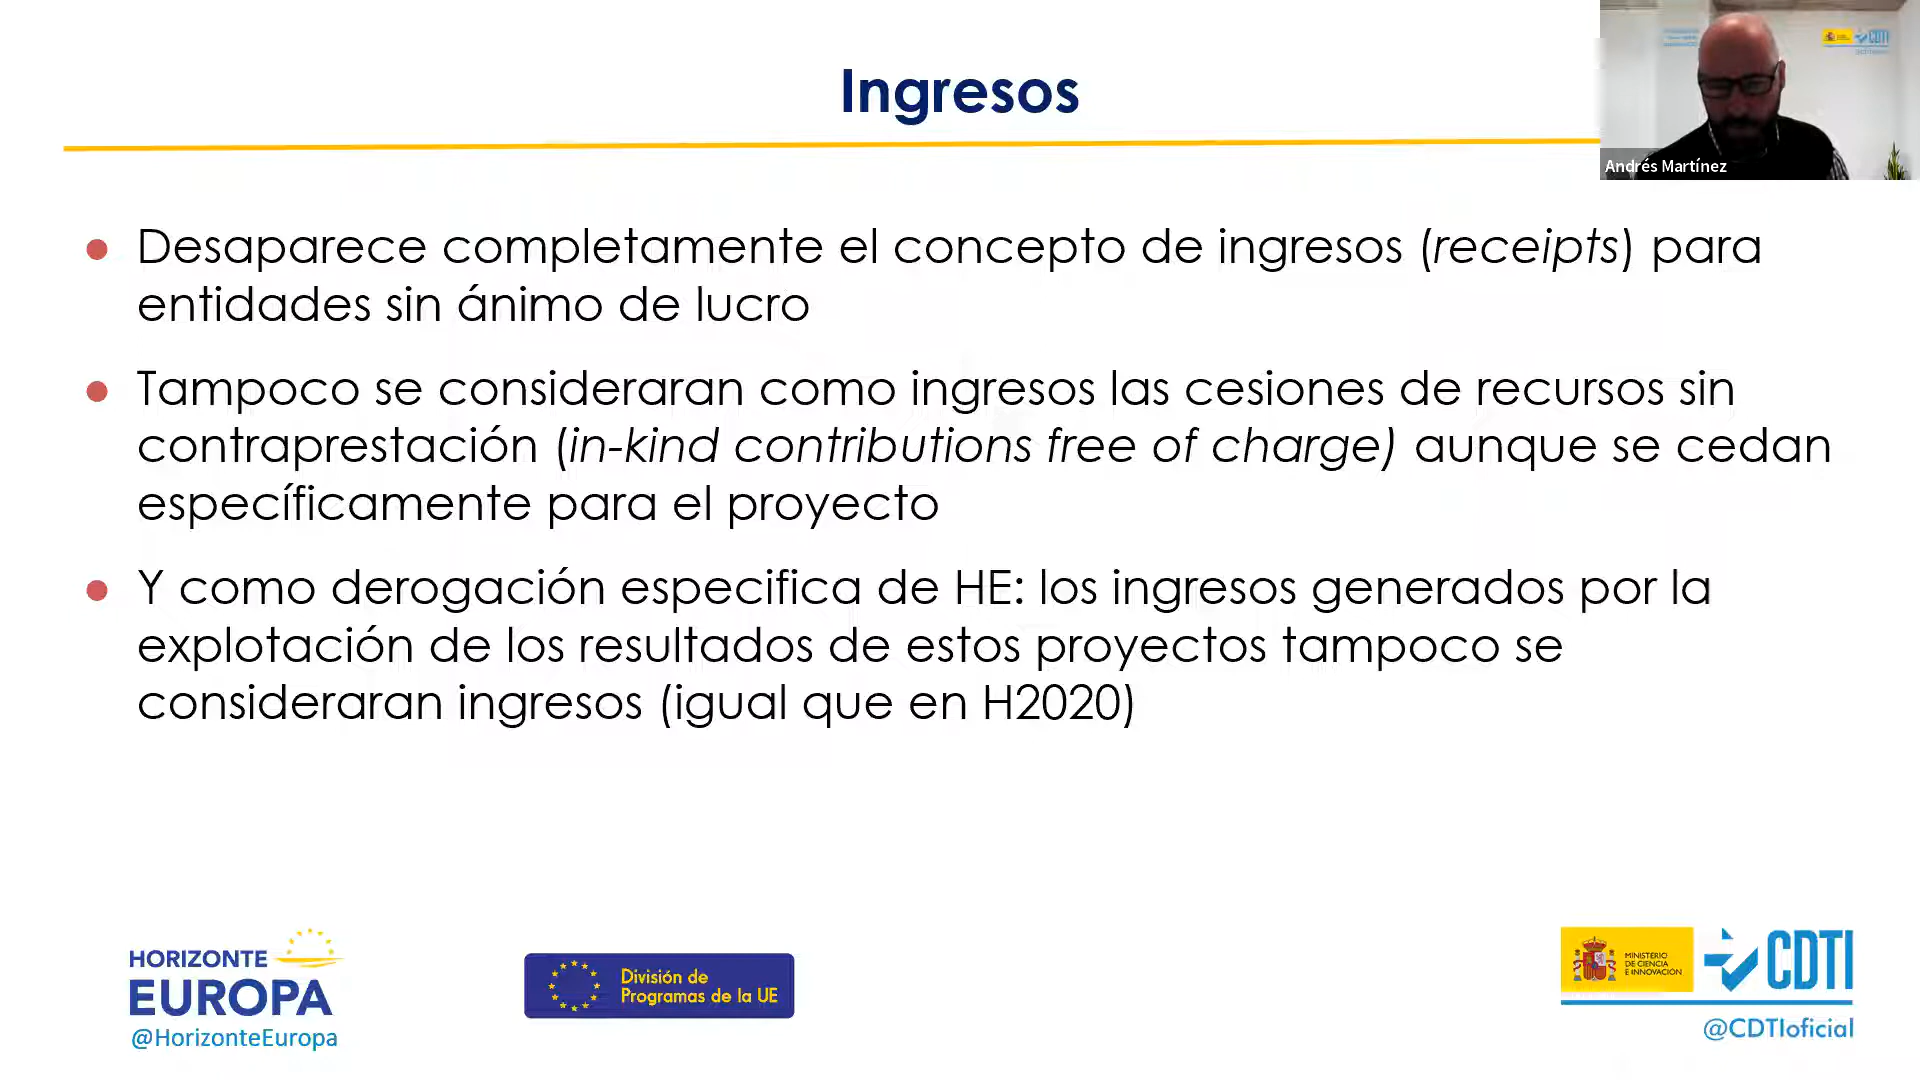 Ingresos
Andrés Martínez
CDTI
Desaparece completamente el concepto de ingresos (receipts) para
entidades sin ánimo de lucro
Tampoco se consideraran como ingresos las cesiones de recursos sin
contraprestación (in-kind contributions free of charge) aunque se cedan
específicamente para el proyecto
Y como derogación especifica de HE: los ingresos generados por la
explotación de los resultados de estos proyectos tampoco se
consideraran ingresos (igual que en H2020)
HORIZONTE
EUROPA
@HorizonteEuropa
División de
Programas de la UE
MINISTERIO
DE CIENCIA
E INNOVACIÓN
CDTI
@CDTIoficial